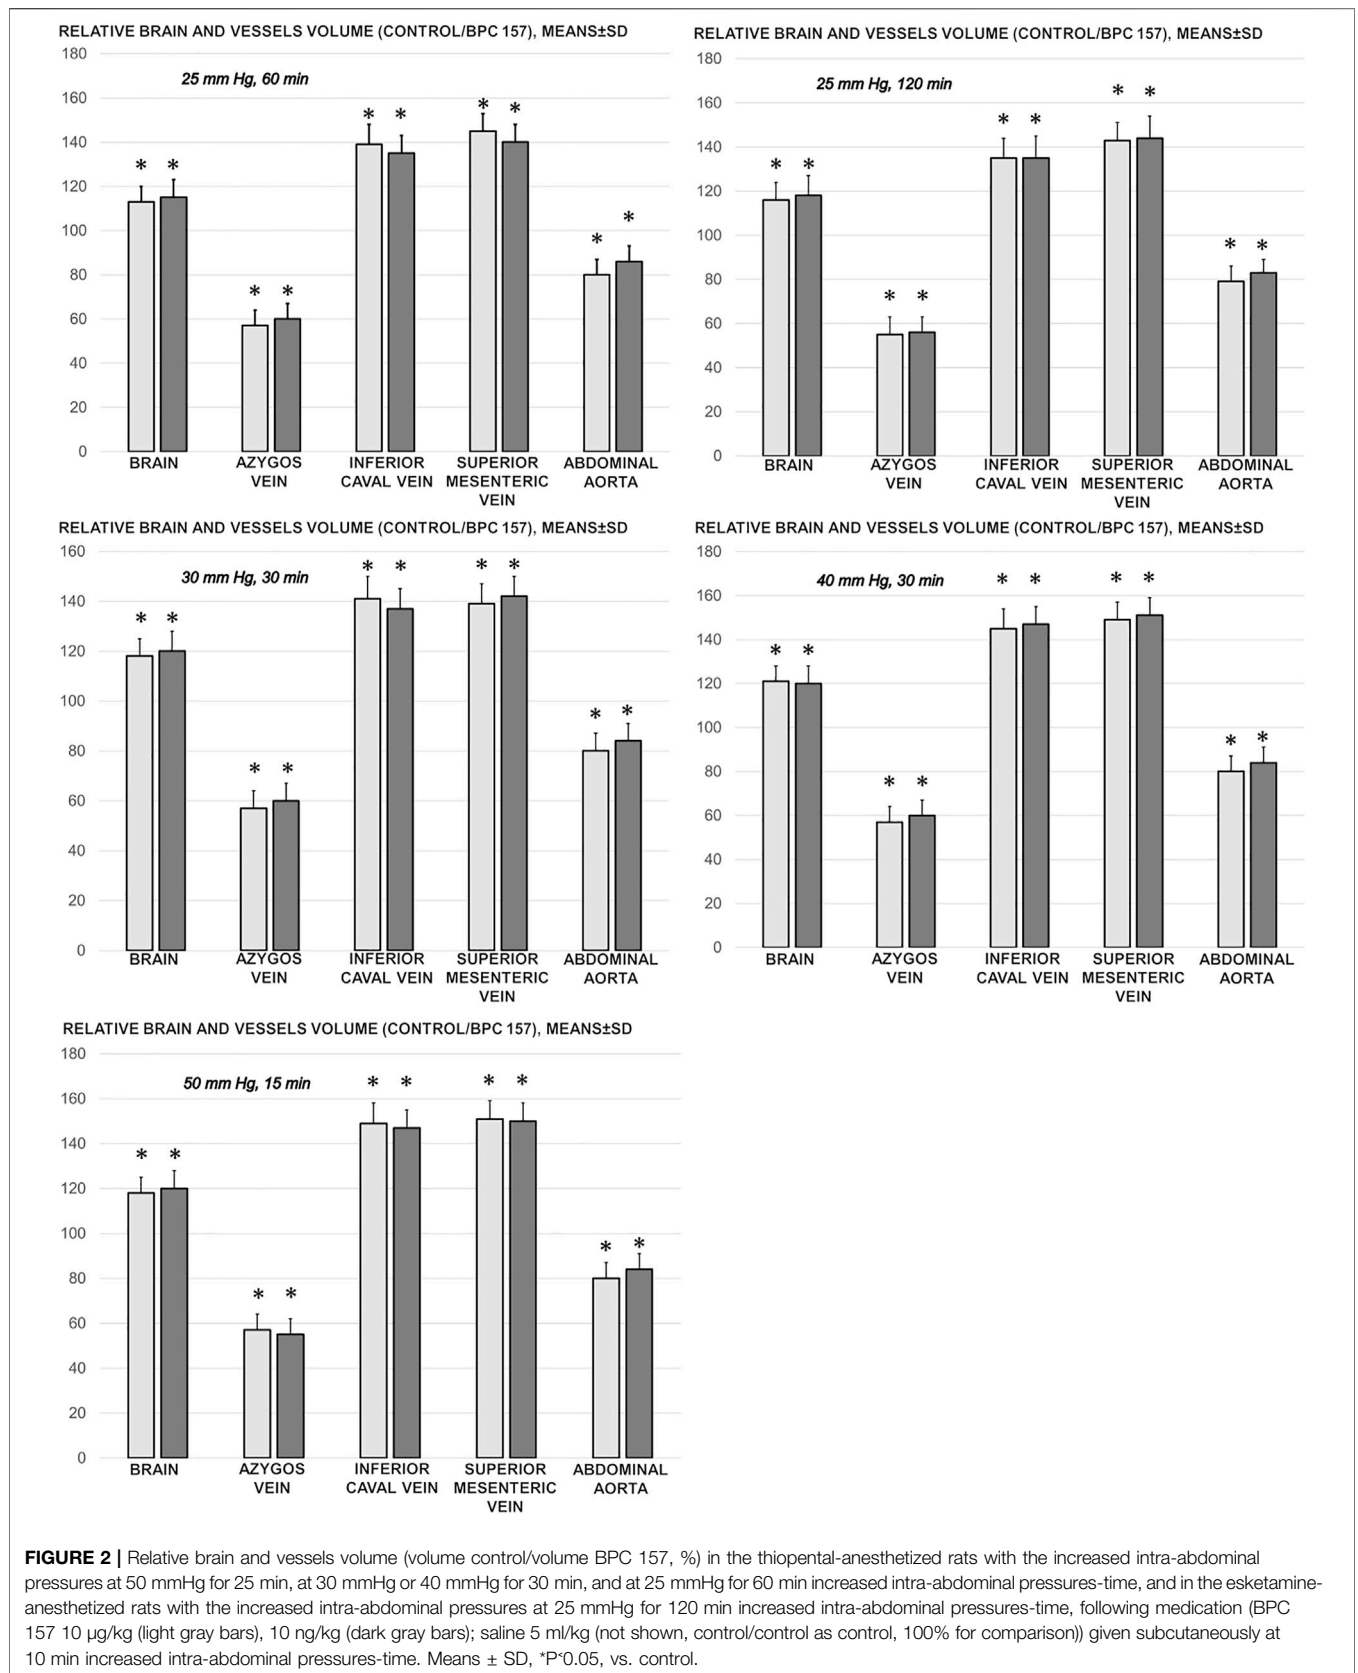 RELATIVE BRAIN AND VESSELS VOLUME (CONTROL/BPC 157), MEANS±SD
180
25 mm Hg, 60 min
160
140
120
100
80
60
40
20
0
* * * * * * * * * *
BRAIN
AZYGOS
VEIN
INFERIOR
CAVAL VEIN
SUPERIOR
MESENTERIC
VEIN
ABDOMINAL
AORTA
RELATIVE BRAIN AND VESSELS VOLUME (CONTROL/BPC 157), MEANS±SD
180
25 mm Hg, 120 min
160
140
120
100
80
60
40
20
0
* * * * * * * * * *
BRAIN
AZYGOS
VEIN
INFERIOR
CAVAL VEIN
SUPERIOR
MESENTERIC
VEIN
ABDOMINAL
AORTA
RELATIVE BRAIN AND VESSELS VOLUME (CONTROL/BPC 157), MEANS±SD
160
30 mm Hg, 30 min
140
120
100
80
60
40
20
0
* * * * * * * * * *
BRAIN
AZYGOS
VEIN
INFERIOR
CAVAL VEIN
SUPERIOR
MESENTERIC
VEIN
ABDOMINAL
AORTA
RELATIVE BRAIN AND VESSELS VOLUME (CONTROL/BPC 157), MEANS±SD
180
40 mm Hg, 30 min
160
140
120
100
80
60
40
20
0
* * * * * * * * * *
BRAIN
AZYGOS
VEIN
INFERIOR
CAVAL VEIN
SUPERIOR
MESENTERIC
VEIN
ABDOMINAL
AORTA
RELATIVE BRAIN AND VESSELS VOLUME (CONTROL/BPC 157), MEANS±SD
180
50 mm Hg, 15 min
160
140
120
100
80
60
40
20
0
* * * * * * * * * *
BRAIN
AZYGOS
VEIN
INFERIOR
CAVAL VEIN
SUPERIOR
MESENTERIC
VEIN
ABDOMINAL
AORTA
FIGURE 2 | Relative brain and vessels volume (volume control/volume BPC 157, %) in the thiopental-anesthetized rats with the increased intra-abdominal
pressures at 50 mmHg for 25 min, at 30 mmHg or 40 mmHg for 30 min, and at 25 mmHg for 60 min increased intra-abdominal pressures-time, and in the esketamine-
anesthetized rats with the increased intra-abdominal pressures at 25 mmHg for 120 min increased intra-abdominal pressures-time, following medication (BPC
157 10 µg/kg (light gray bars), 10 ng/kg (dark gray bars); saline 5 ml/kg (not shown, control/control as control, 100% for comparison)) given subcutaneously at
10 min increased intra-abdominal pressures-time. Means ± SD, *P˂0.05, vs. control.